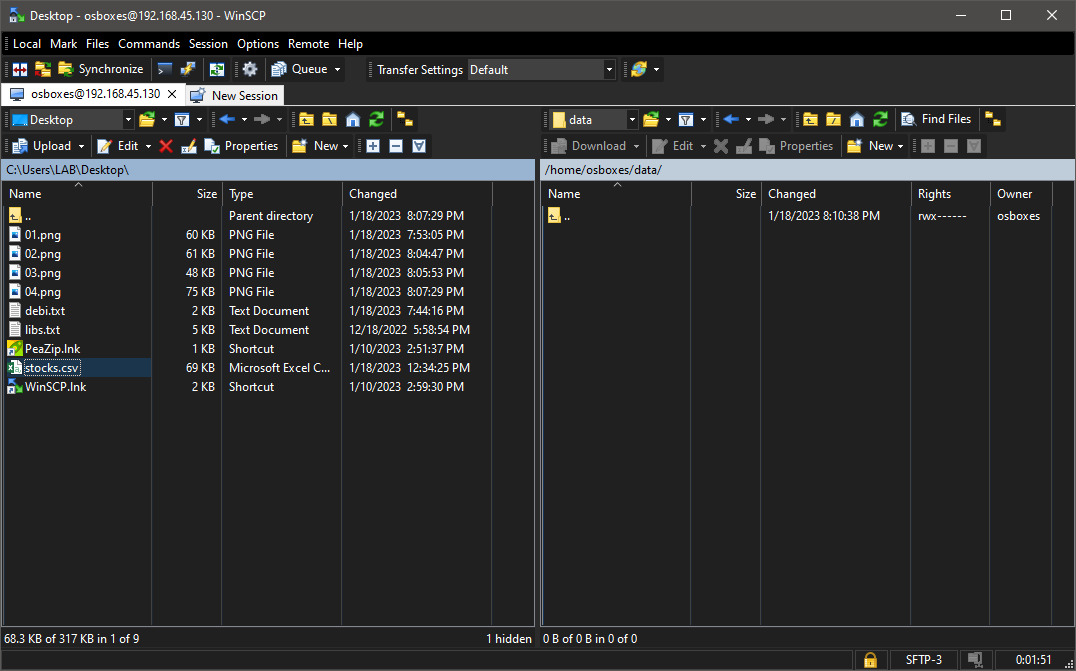 Desktop - osboxes@192.168.45.130 - WinSCP
Local Mark Files Commands Session Options Remote Help
Synchronize Queue Transfer Settings Default
osboxes@192.168.45.130 New Session
Desktop data Find Files
Upload Edit Properties New Download Edit Properties New
C:\Users\LAB\Desktop\ /home/osboxes/data/
Name Size Type Changed Name Size Changed Rights Owner
.. Parent directory 1/18/2023 8:07:29 PM .. 1/18/2023 8:10:38 PM rwx------ osboxes
01.png 60 KB PNG File 1/18/2023 7:53:05 PM
02.png 61 KB PNG File 1/18/2023 8:04:47 PM
03.png 48 KB PNG File 1/18/2023 8:05:53 PM
04.png 75 KB PNG File 1/18/2023 8:07:29 PM
debi.txt 2 KB Text Document 1/18/2023 7:44:16 PM
libs.txt 5 KB Text Document 12/18/2022 5:58:54 PM
PeaZip.lnk 1 KB Shortcut 1/10/2023 2:51:37 PM
stocks.csv 69 KB Microsoft Excel C... 1/18/2023 12:34:25 PM
WinSCP.lnk 2 KB Shortcut 1/10/2023 2:59:30 PM
68.3 KB of 317 KB in 1 of 9 1 hidden 0 B of 0 B in 0 of 0
SFTP-3 0:01:51